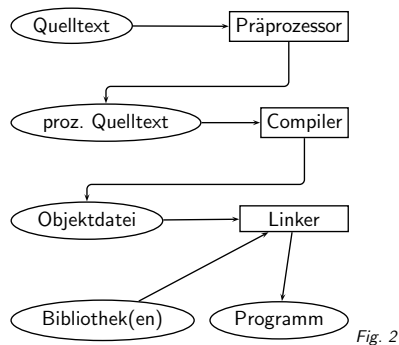 Quelltext
Präprozessor
proz. Quelltext
Compiler
Objektdatei
Linker
Bibliothek(en)
Programm
Fig. 2